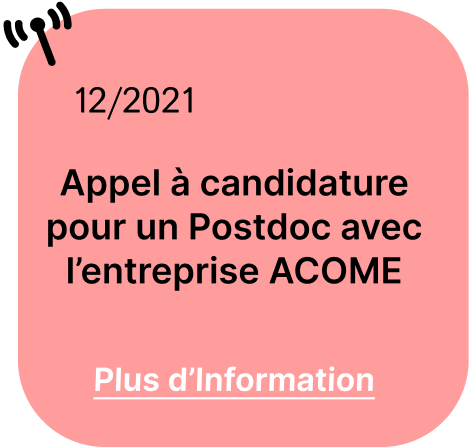 12/2021
Appel à candidature
pour un Postdoc avec
l’entreprise ACOME
Plus d’Information